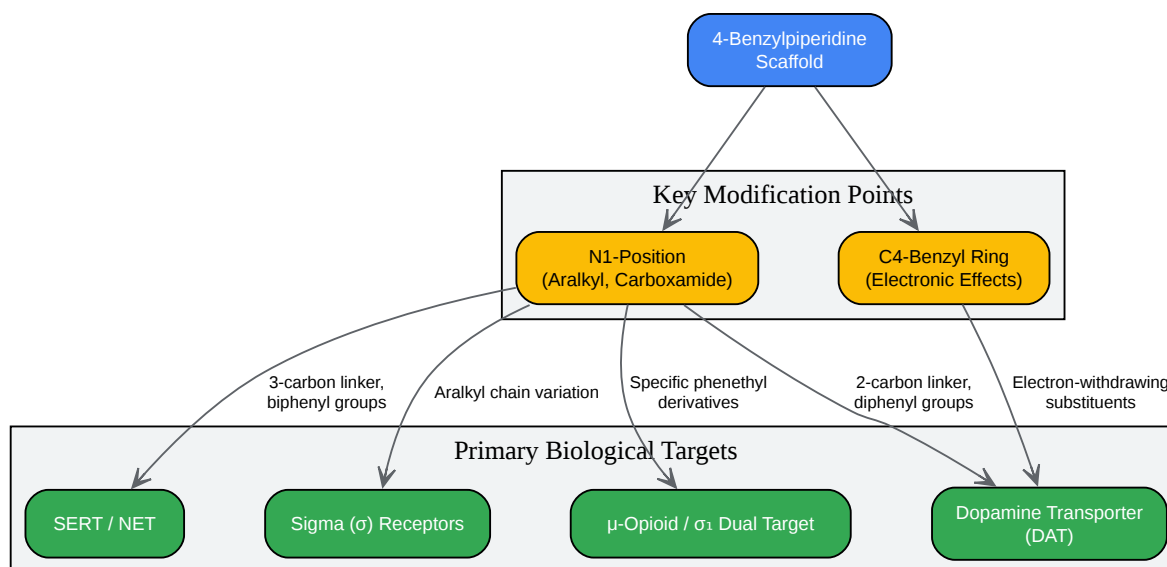 4-Benzylpiperidine
Scaffold
Key Modification Points
N1-Position
(Aralkyl, Carboxamide)
C4-Benzyl Ring
(Electronic Effects)
3-carbon linker,
biphenyl groups
Aralkyl chain variation
Specific phenethyl
derivatives
2-carbon linker,
diphenyl groups
Electron-withdrawing
substituents
Primary Biological Targets
SERT / NET
Sigma (σ) Receptors
μ-Opioid / σ₁ Dual Target
Dopamine Transporter
(DAT)